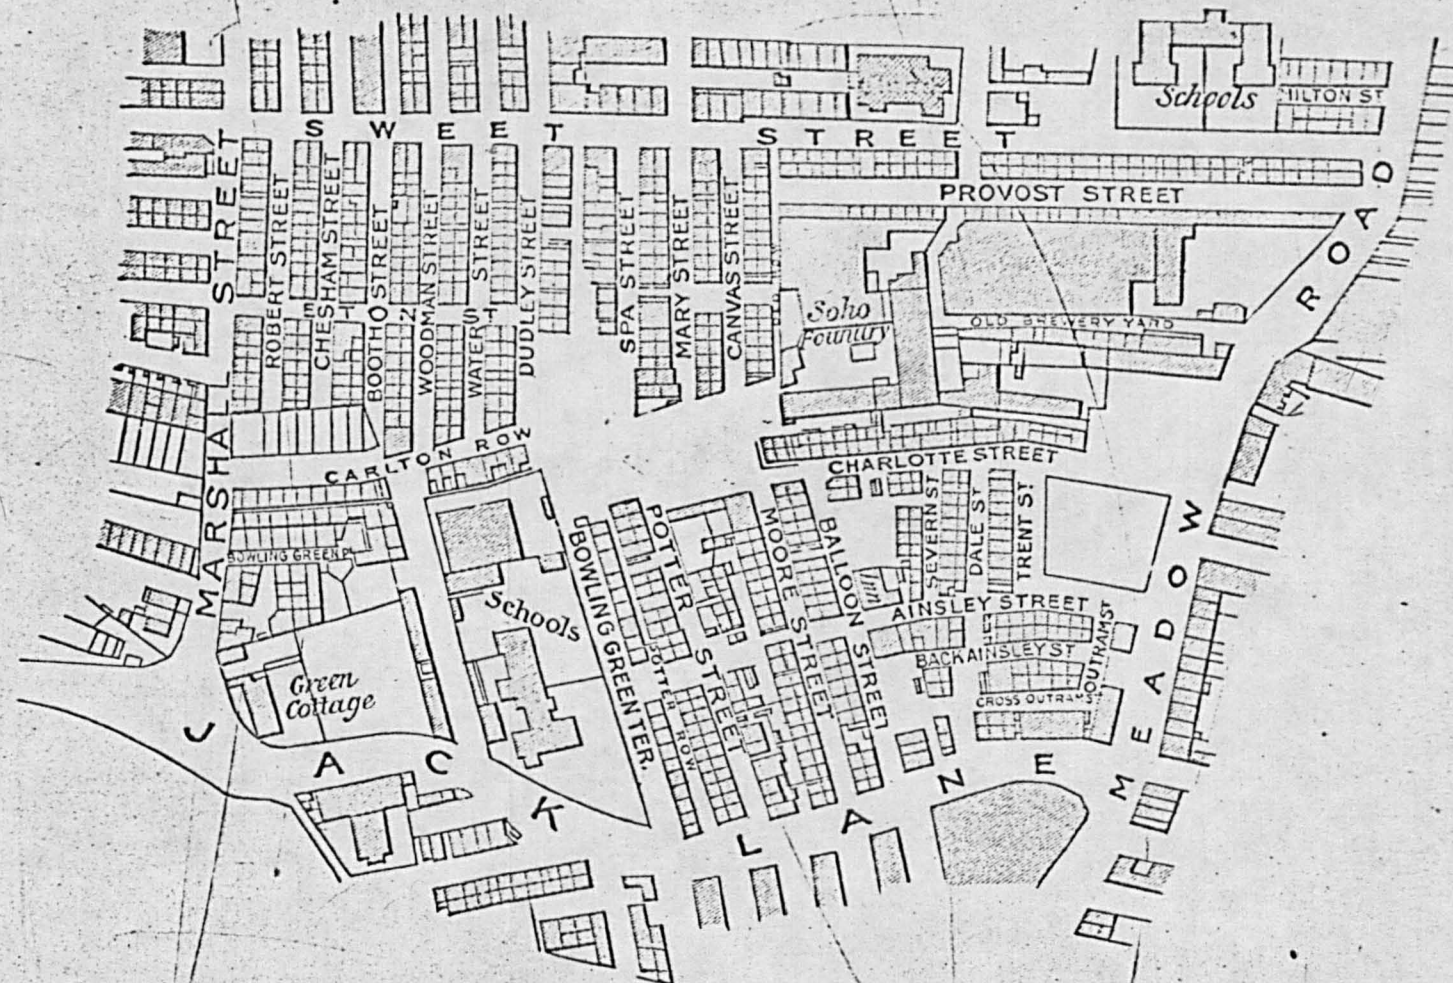 Schools
MILTON ST
SWEET STREET
PROVOST STREET
MARSHALL STREET
ROBERT STREET
CHESHAM STREET
BOOTH STREET
WOODMAN STREET
WATER STREET
DUDLEY STREET
SPA STREET
MARY STREET
CANVAS STREET
Soho
Foundry
OLD BREWERY YARD
MEADOW ROAD
CARLTON ROW
CHARLOTTE STREET
BOWLING GREEN
Schools
BOWLING GREEN TER.
POTTER STREET
POTTER ROW
MOORE STREET
BALLOON STREET
Inn
SEVERN ST
DALE ST
TRENT ST
AINSLEY STREET
BACK AINSLEY ST
OUTRAM ST
CROSS OUTRAM ST
Green
Cottage
JACK LANE